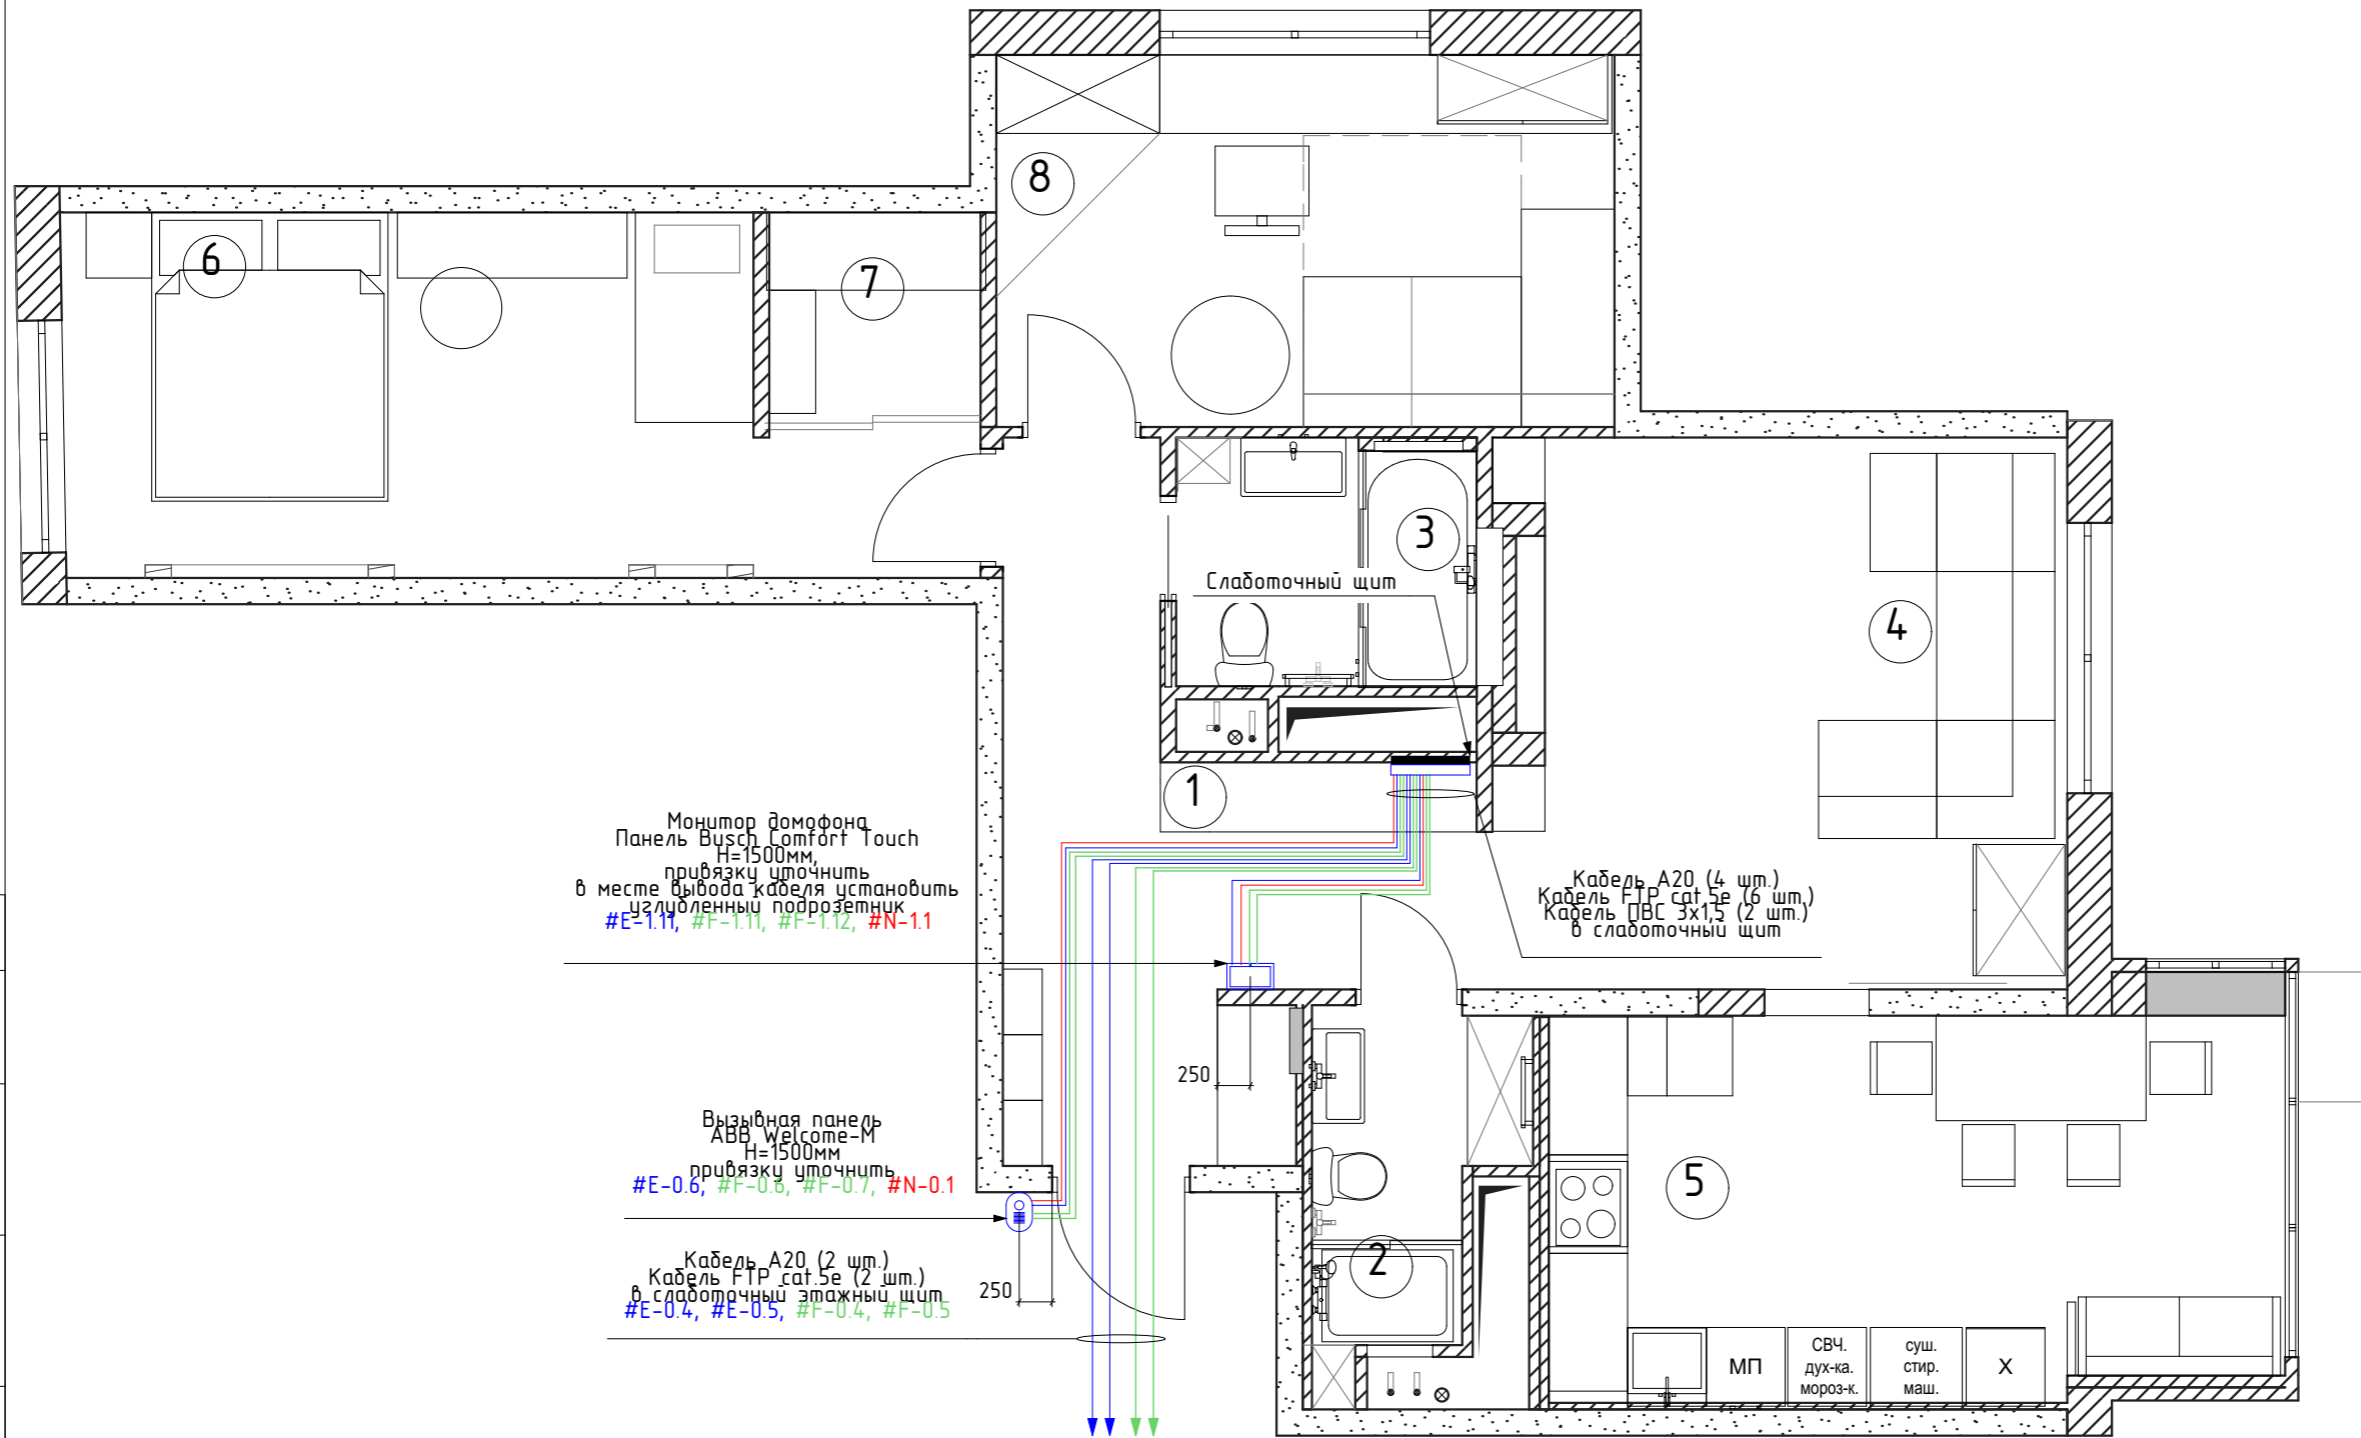 8
6
7
3
Слаботочный щит
4
1
Монитор домофона
Панель Busch Comfort Touch
H=1500мм,
привязку уточнить
в месте вывода кабеля установить
углубленный подрозетник
#E-1.11, #F-1.11, #F-1.12, #N-1.1
Кабель A20 (4 шт.)
Кабель FTP cat.5e (6 шт.)
Кабель ПВС 3x1,5 (2 шт.)
в слаботочный щит
250
Вызывная панель
ABB Welcome-M
H=1500мм
привязку уточнить
#E-0.6, #F-0.6, #F-0.7, #N-0.1
5
Кабель A20 (2 шт.)
Кабель FTP cat.5e (2 шт.)
в слаботочный этажный щит
#E-0.4, #E-0.5, #F-0.4, #F-0.5
250
2
МП
СВЧ.
дух-ка.
мороз-к.
суш.
стир.
маш.
Х